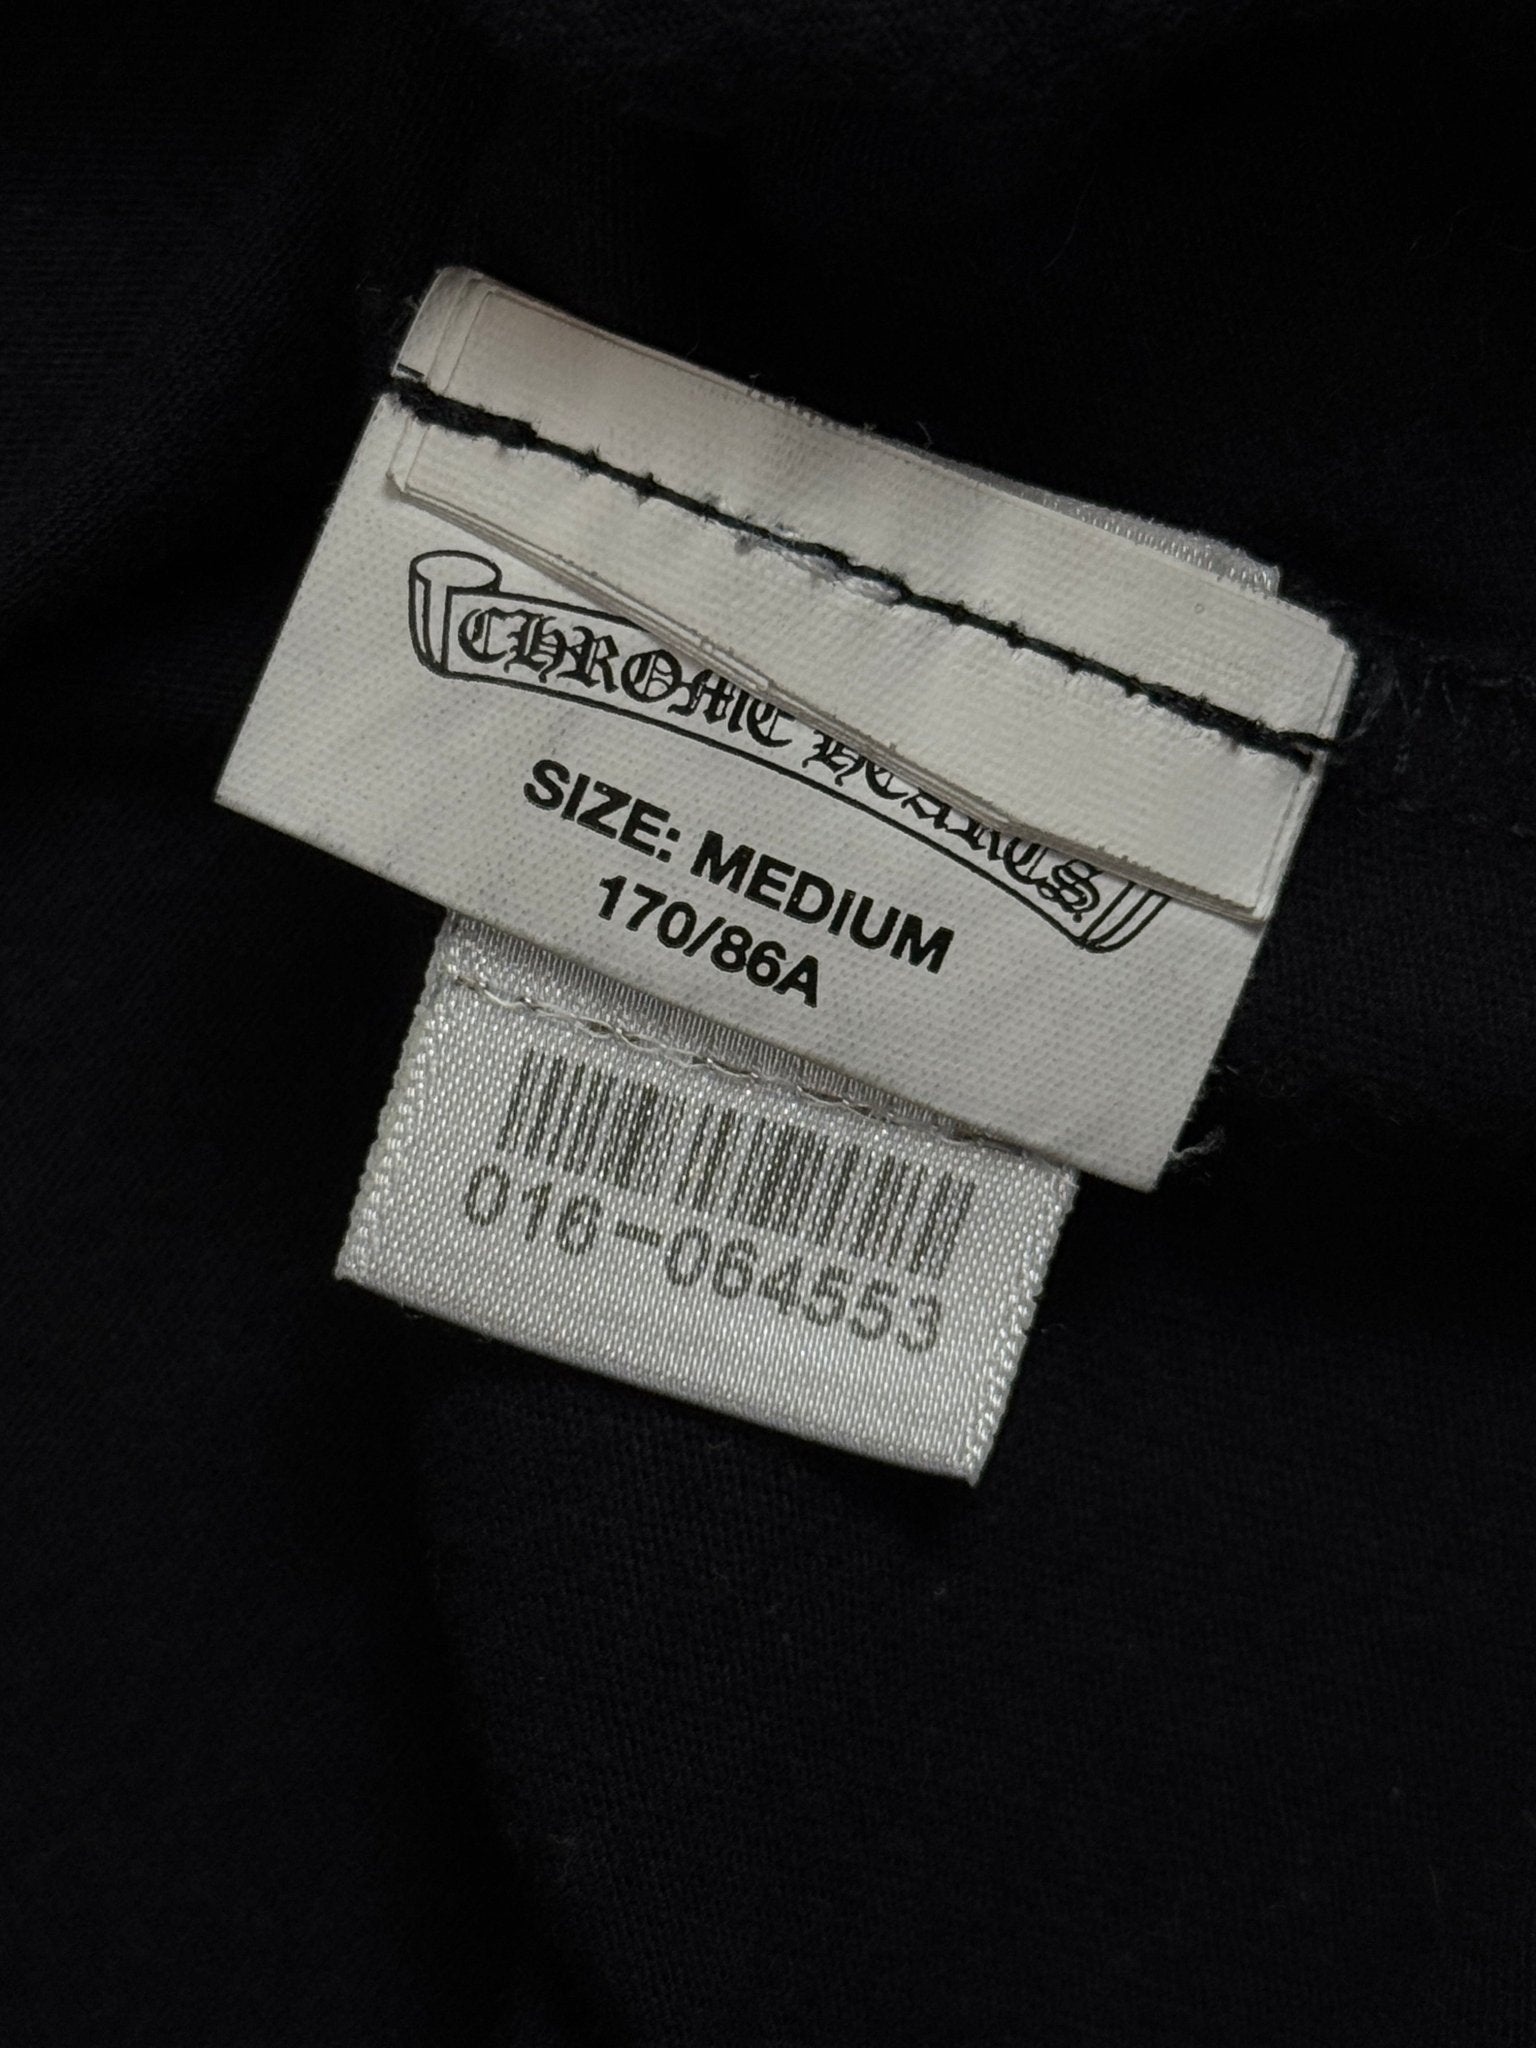 CHROME HEARTS
SIZE: MEDIUM
170/86A
016-064553